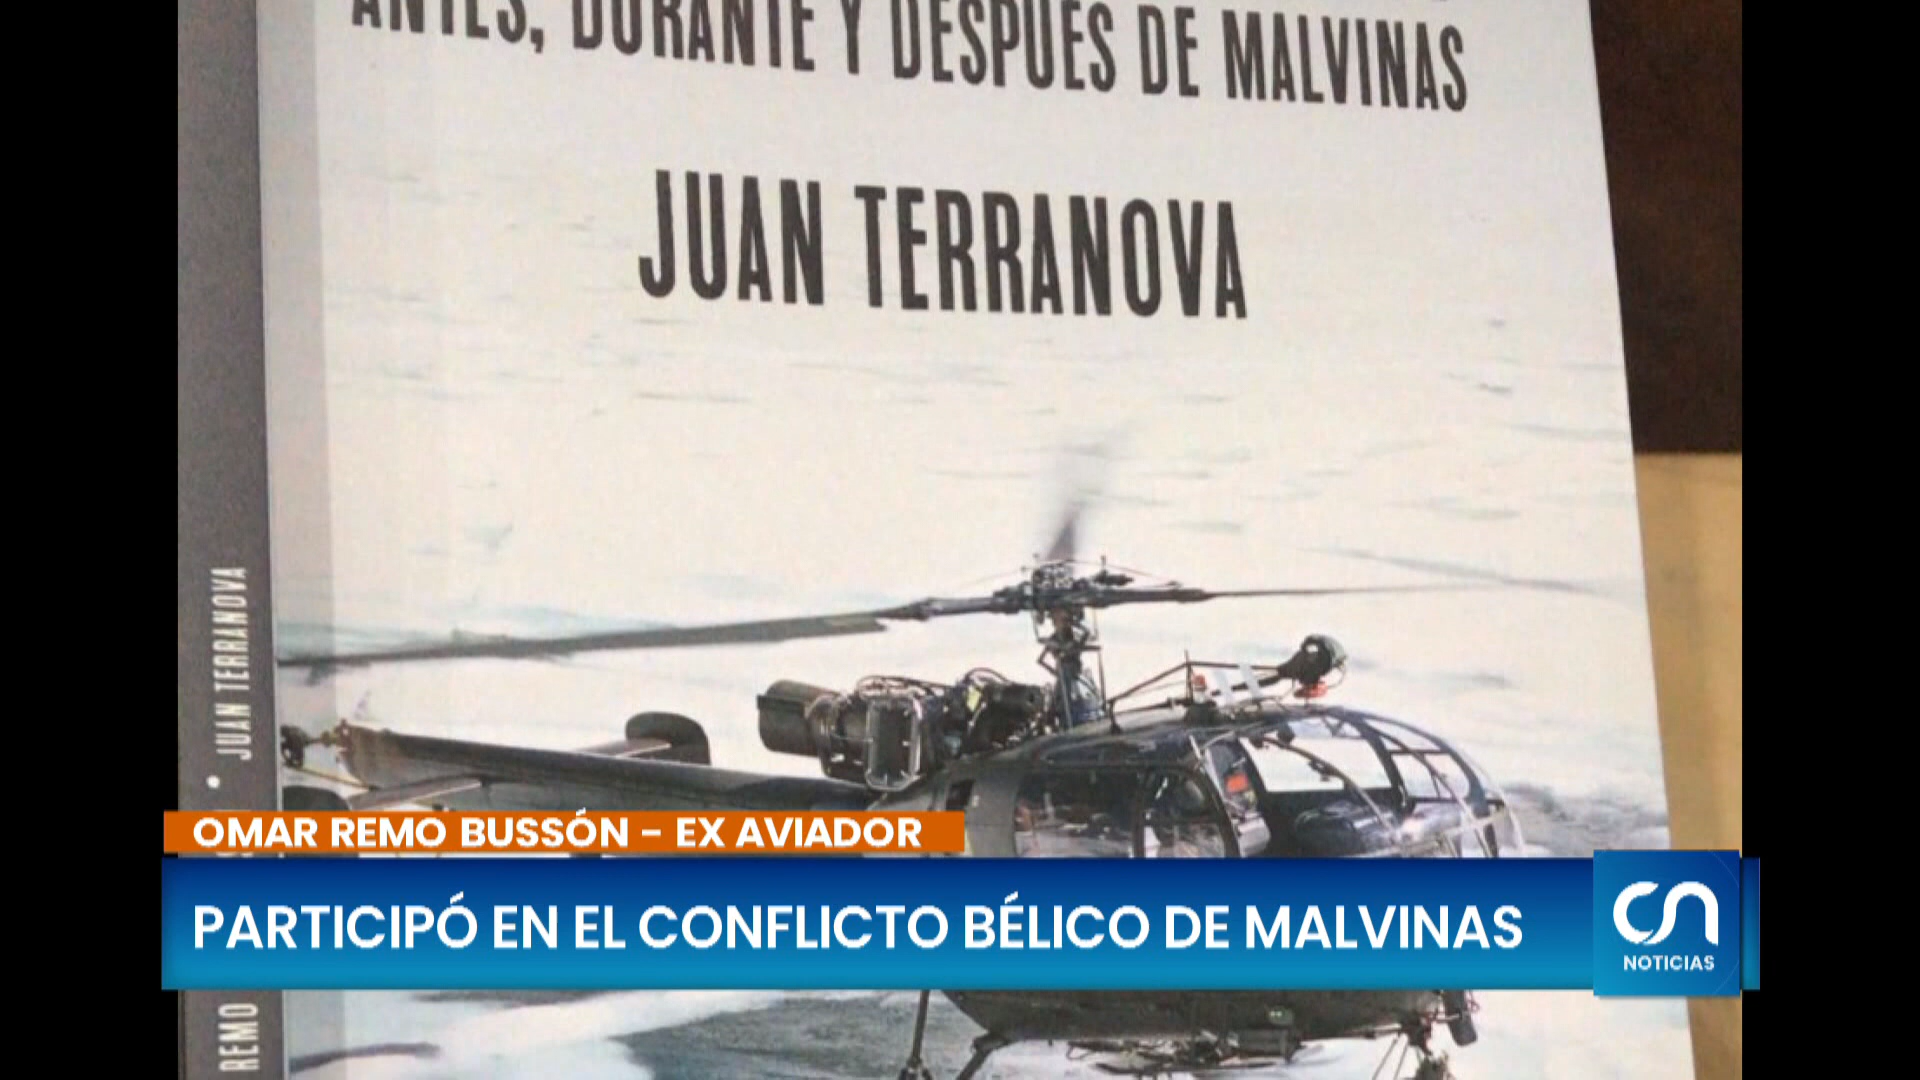 ANTES, DURANTE Y DESPUÉS DE MALVINAS
JUAN TERRANOVA
REMO • JUAN TERRANOVA
OMAR REMO BUSSÓN - EX AVIADOR
PARTICIPÓ EN EL CONFLICTO BÉLICO DE MALVINAS
CN
NOTICIAS